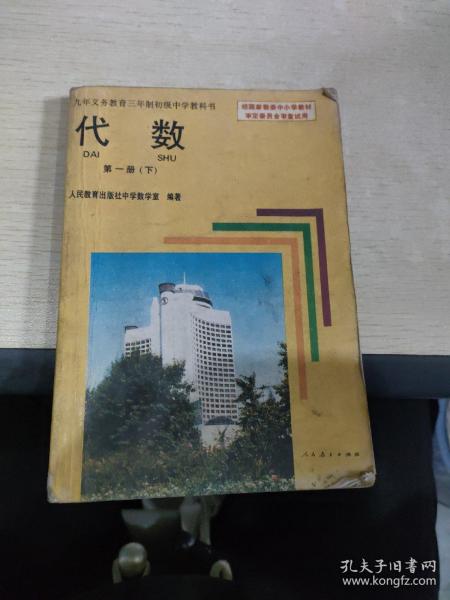 九年义务教育三年制初级中学教科书
经国家教委中小学教材
审定委员会审查试用
代数
DAI SHU
第一册(下)
人民教育出版社中学数学室 编著
人民教育出版社
孔夫子旧书网
www.kongfz.com